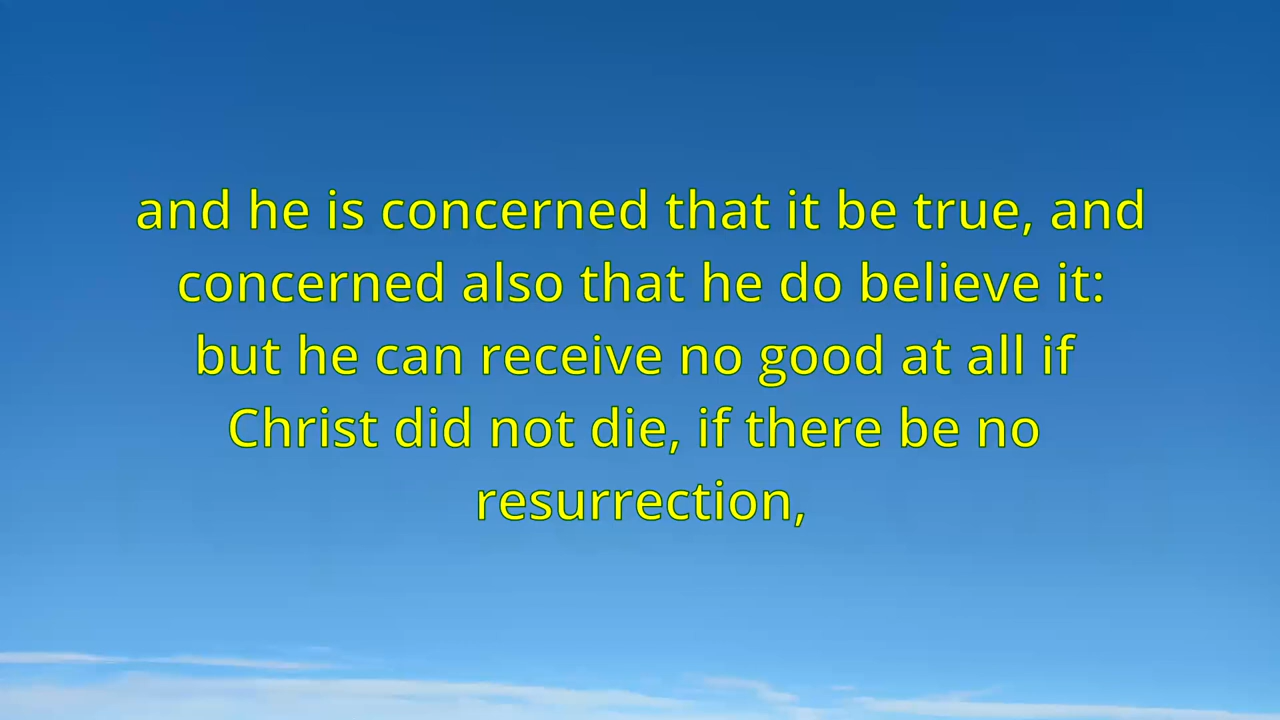 and he is concerned that it be true, and
concerned also that he do believe it:
but he can receive no good at all if
Christ did not die, if there be no
resurrection,